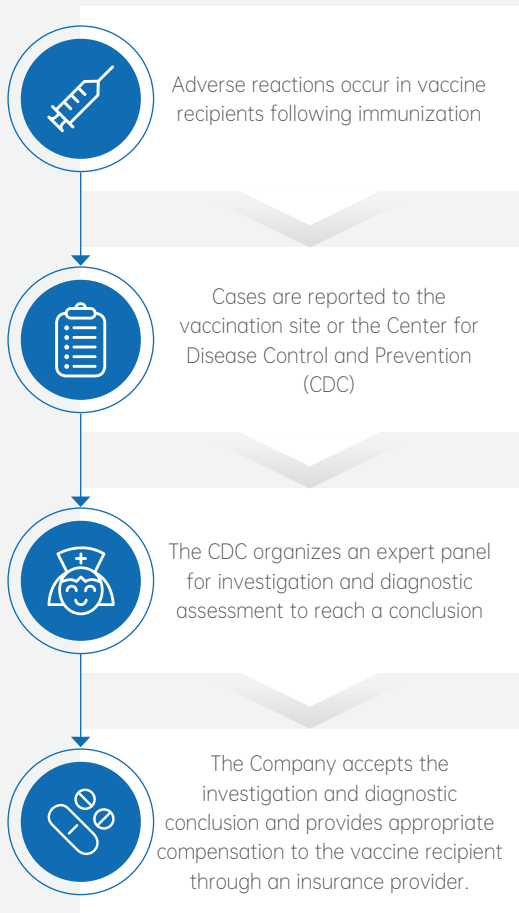 Adverse reactions occur in vaccine
recipients following immunization
Cases are reported to the
vaccination site or the Center for
Disease Control and Prevention
(CDC)
The CDC organizes an expert panel
for investigation and diagnostic
assessment to reach a conclusion
The Company accepts the
investigation and diagnostic
conclusion and provides appropriate
compensation to the vaccine recipient
through an insurance provider.